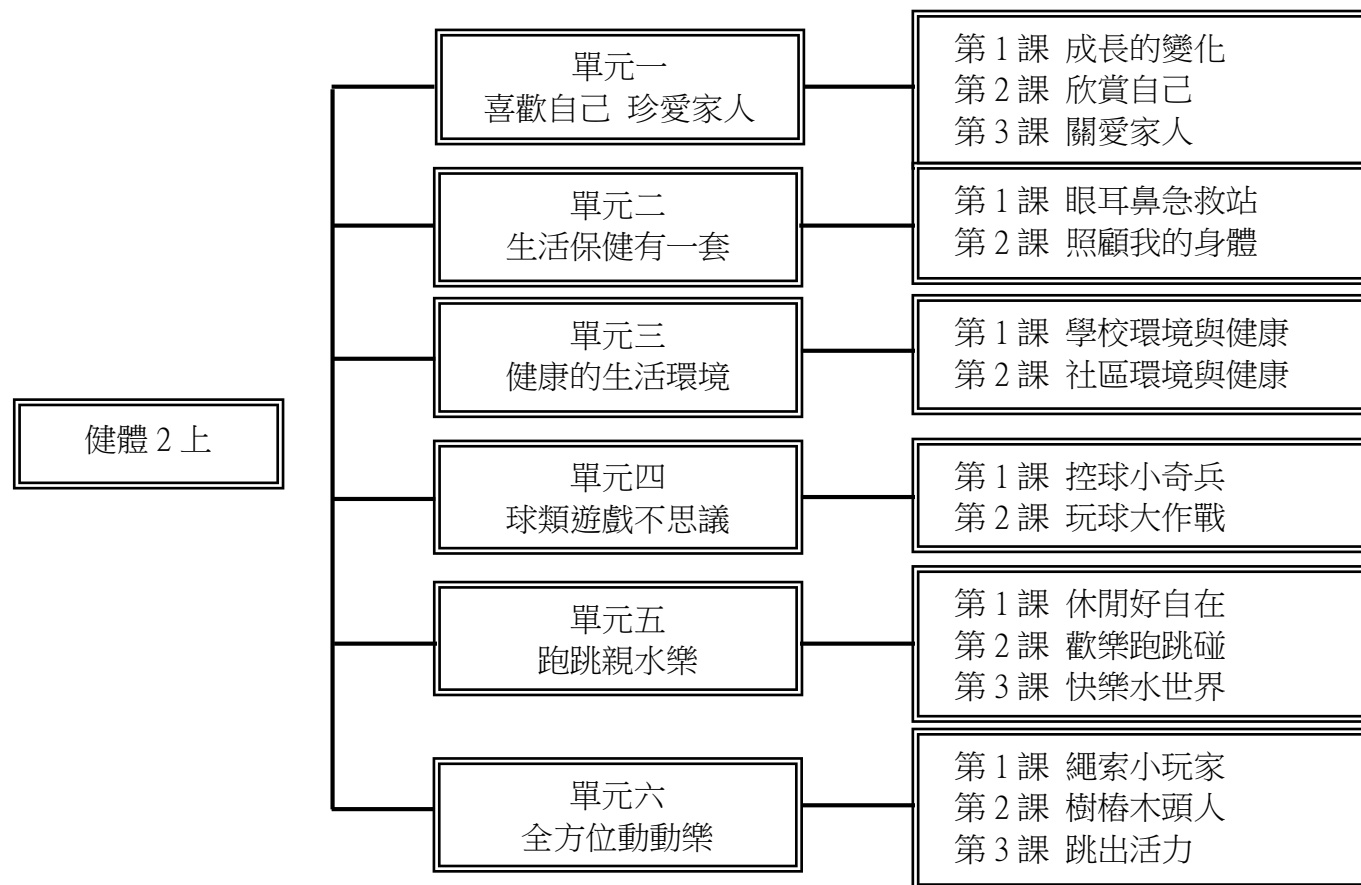 健體 2 上
單元一
喜歡自己 珍愛家人
第 1 課 成長的變化
第 2 課 欣賞自己
第 3 課 關愛家人
單元二
生活保健有一套
第 1 課 眼耳鼻急救站
第 2 課 照顧我的身體
單元三
健康的生活環境
第 1 課 學校環境與健康
第 2 課 社區環境與健康
單元四
球類遊戲不思議
第 1 課 控球小奇兵
第 2 課 玩球大作戰
單元五
跑跳親水樂
第 1 課 休閒好自在
第 2 課 歡樂跑跳碰
第 3 課 快樂水世界
單元六
全方位動動樂
第 1 課 繩索小玩家
第 2 課 樹樁木頭人
第 3 課 跳出活力